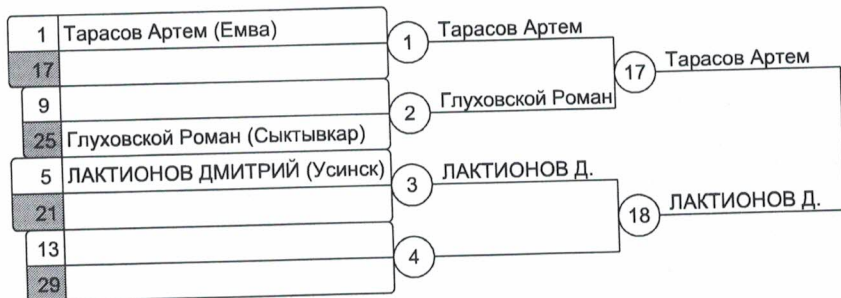 1 Тарасов Артем (Емва)
17
1 Тарасов Артем
9
25 Глуховской Роман (Сыктывкар)
2 Глуховской Роман
17 Тарасов Артем
5 ЛАКТИОНОВ ДМИТРИЙ (Усинск)
21
3 ЛАКТИОНОВ Д.
13
29
4
18 ЛАКТИОНОВ Д.